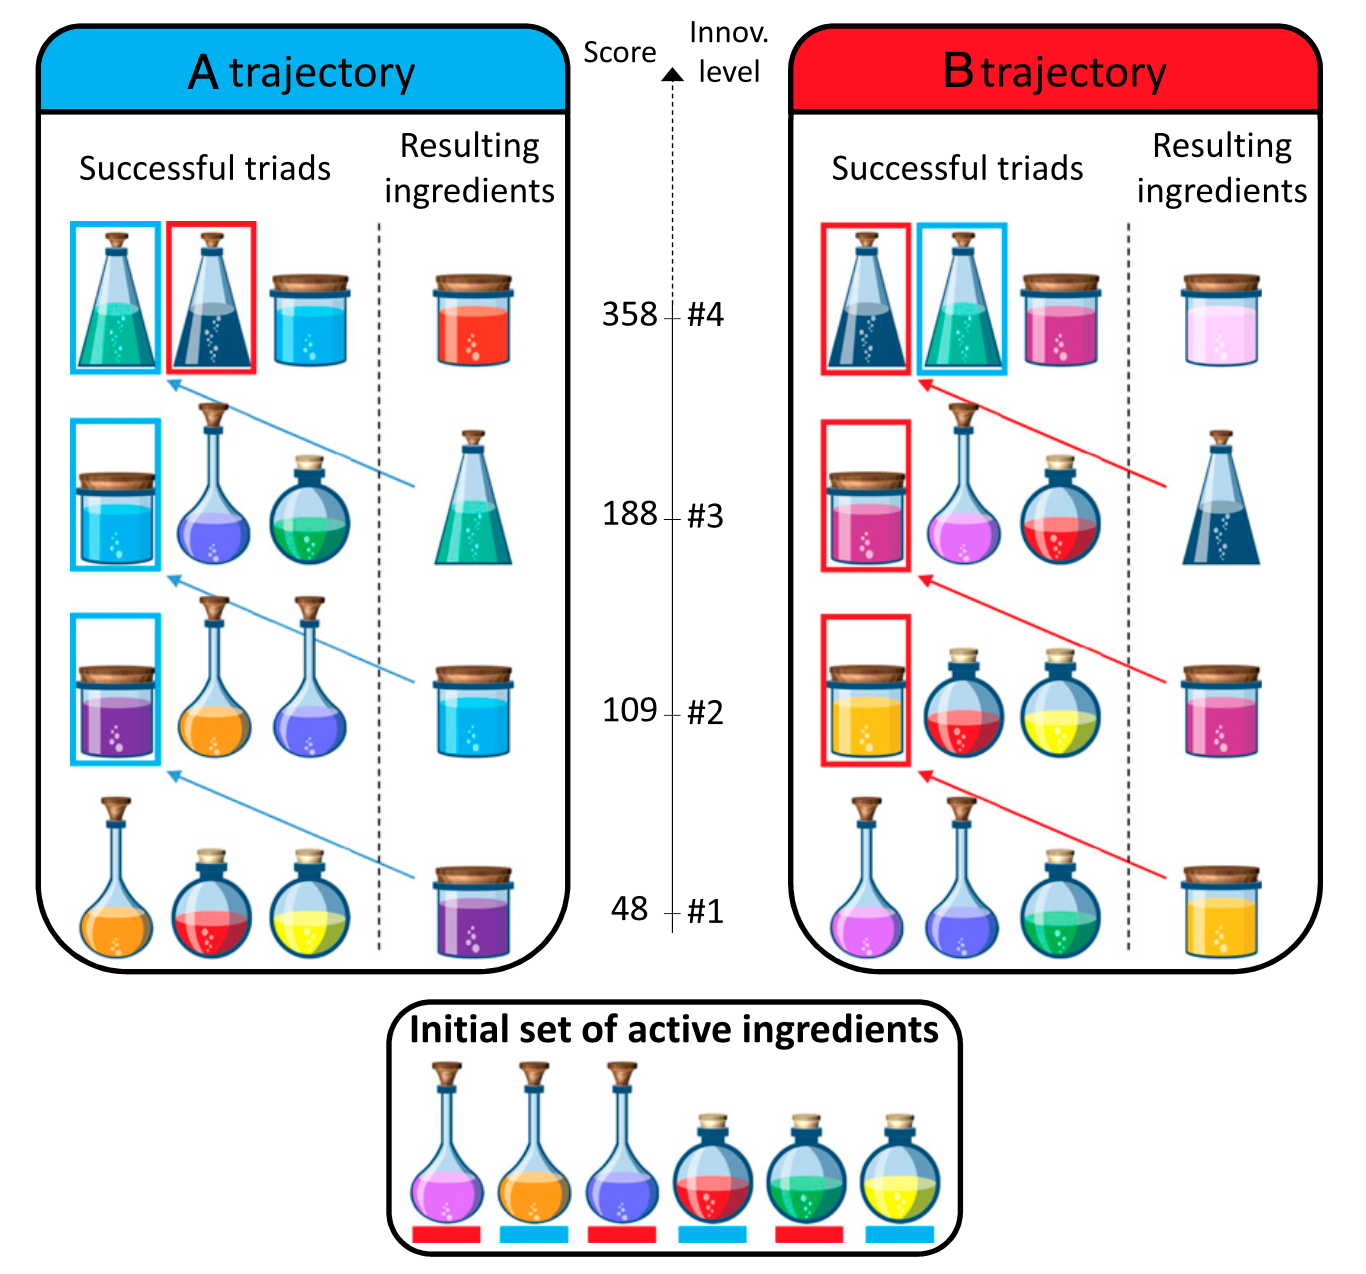 A trajectory
Successful triads
Resulting
ingredients
Score
Innov.
level
358 #4
188 #3
109 #2
48 #1
B trajectory
Successful triads
Resulting
ingredients
Initial set of active ingredients